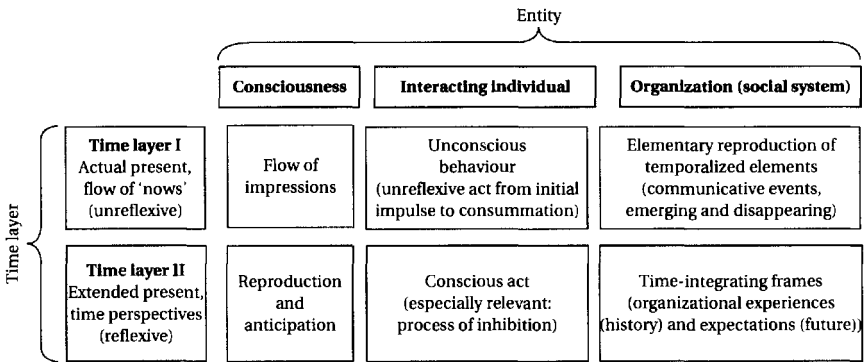 Entity
Consciousness
Interacting individual
Organization (social system)
Time layer
Time layer I
Actual present,
flow of ‘nows’
(unreflexive)
Flow of
impressions
Unconscious
behaviour
(unreflexive act from initial
impulse to consummation)
Elementary reproduction of
temporalized elements
(communicative events,
emerging and disappearing)
Time layer II
Extended present,
time perspectives
(reflexive)
Reproduction
and
anticipation
Conscious act
(especially relevant:
process of inhibition)
Time-integrating frames
(organizational experiences
(history) and expectations (future))